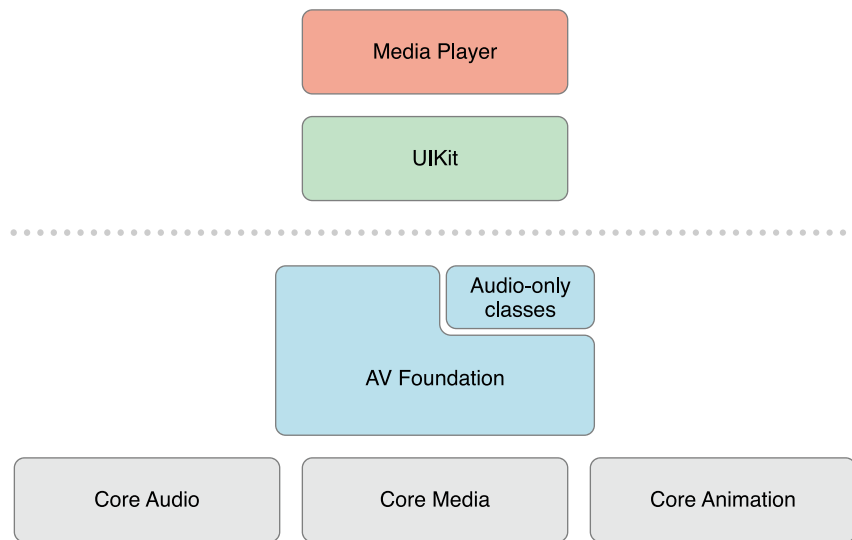 Media Player
UIKit
Audio-only
classes
AV Foundation
Core Audio
Core Media
Core Animation